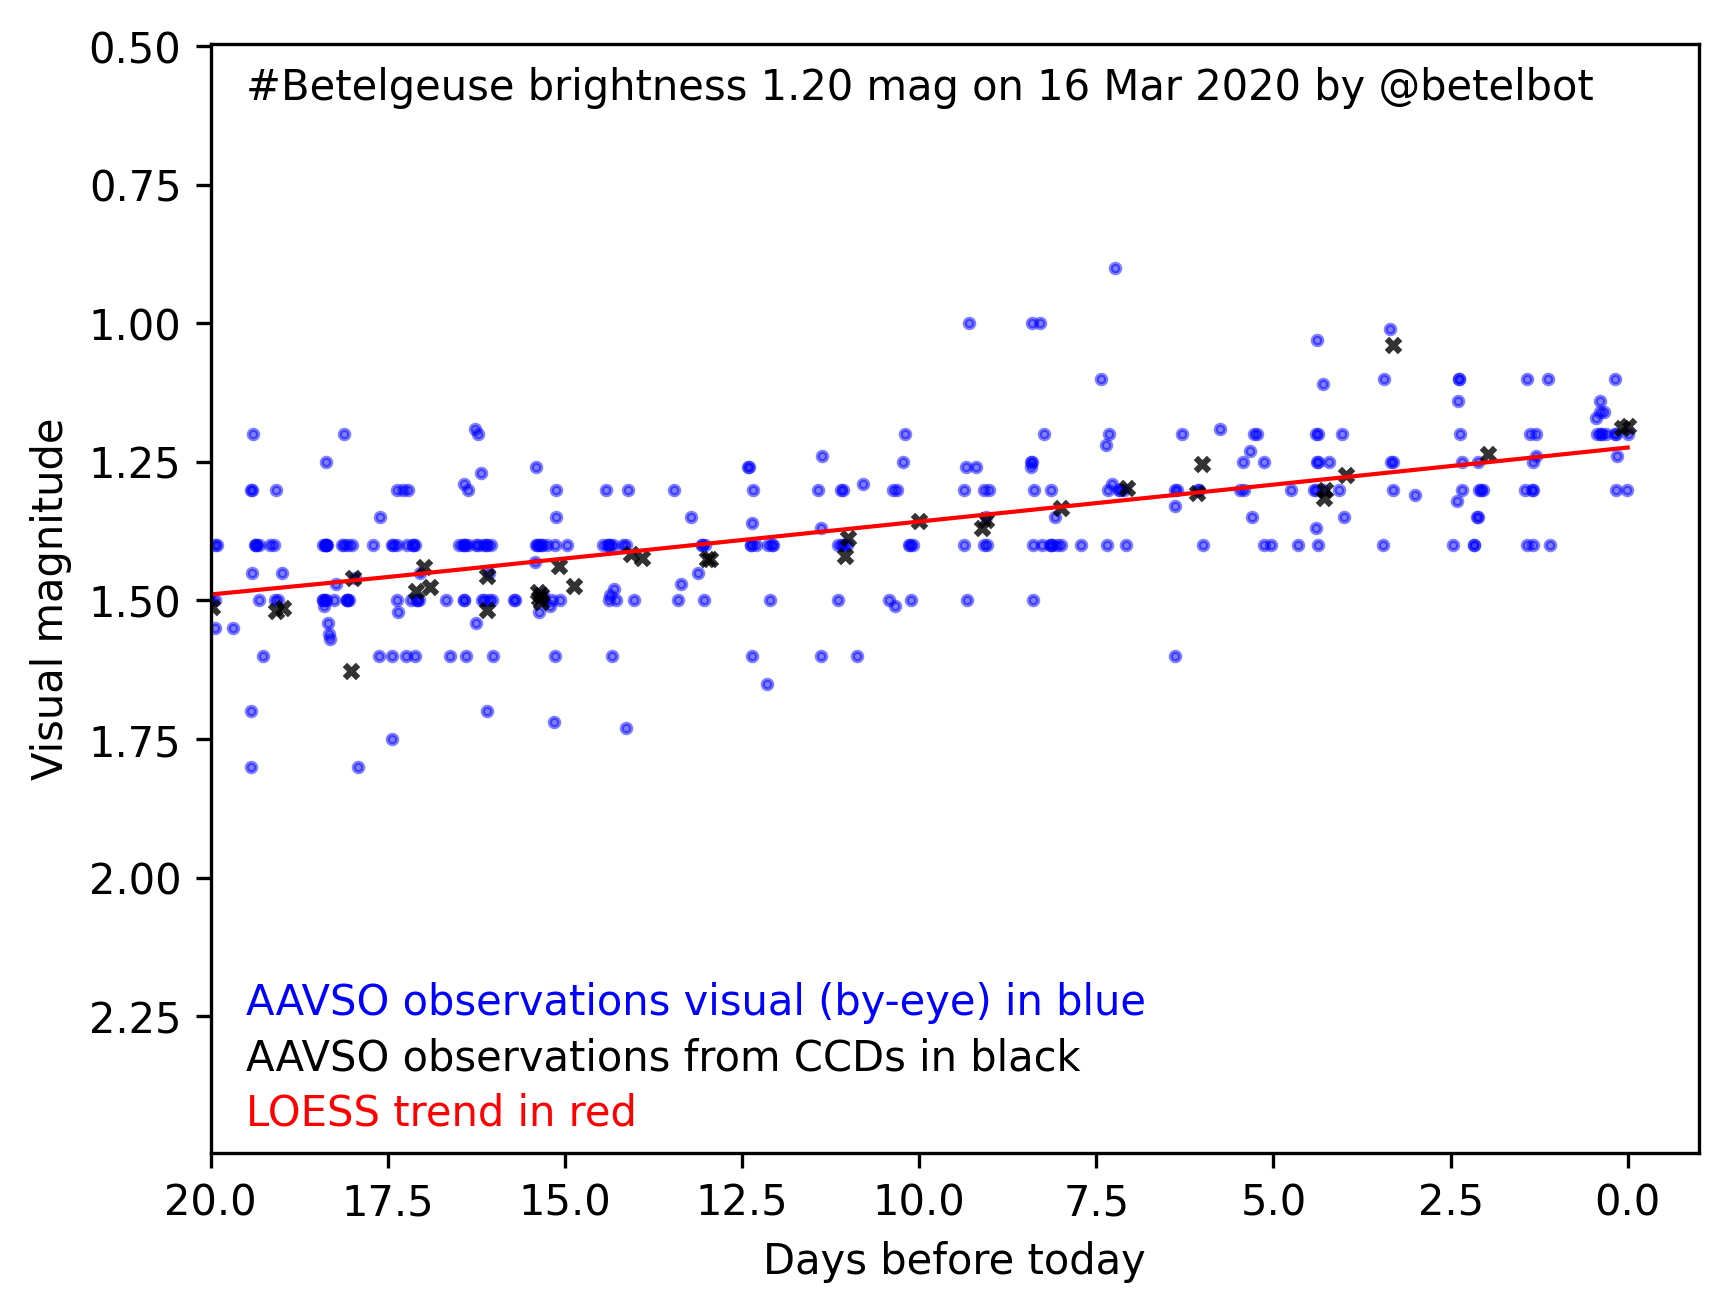 #Betelgeuse brightness 1.20 mag on 16 Mar 2020 by @betelbot
0.50
0.75
1.00
1.25
1.50
1.75
2.00
2.25
Visual magnitude
AAVSO observations visual (by-eye) in blue
AAVSO observations from CCDs in black
LOESS trend in red
20.0 17.5 15.0 12.5 10.0 7.5 5.0 2.5 0.0
Days before today